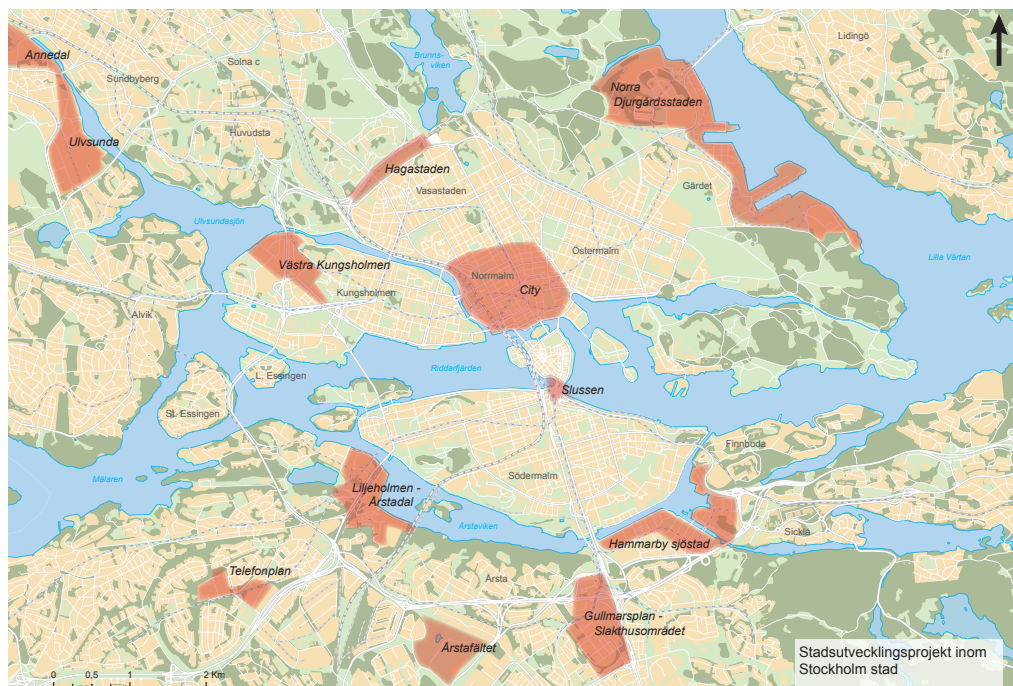 Annedal
Sundbyberg
Solna c
Brunns-
viken
Lidingö
Norra
Djurgårdsstaden
Ulvsunda
Huvudsta
Hagastaden
Vasastaden
Gärdet
Ulvsundasjön
Västra Kungsholmen
Kungsholmen
Norrmalm
City
Östermalm
Lilla Värtan
Alvik
L. Essingen
Riddarfjärden
Slussen
St. Essingen
Finnboda
Mälaren
Liljeholmen -
Årstadal
Södermalm
Årstaviken
Hammarby sjöstad
Sickla
Telefonplan
Årsta
Gullmarsplan -
Slakthusområdet
Årstafältet
Stadsutvecklingsprojekt inom
Stockholm stad
0 0,5 1 2 Km